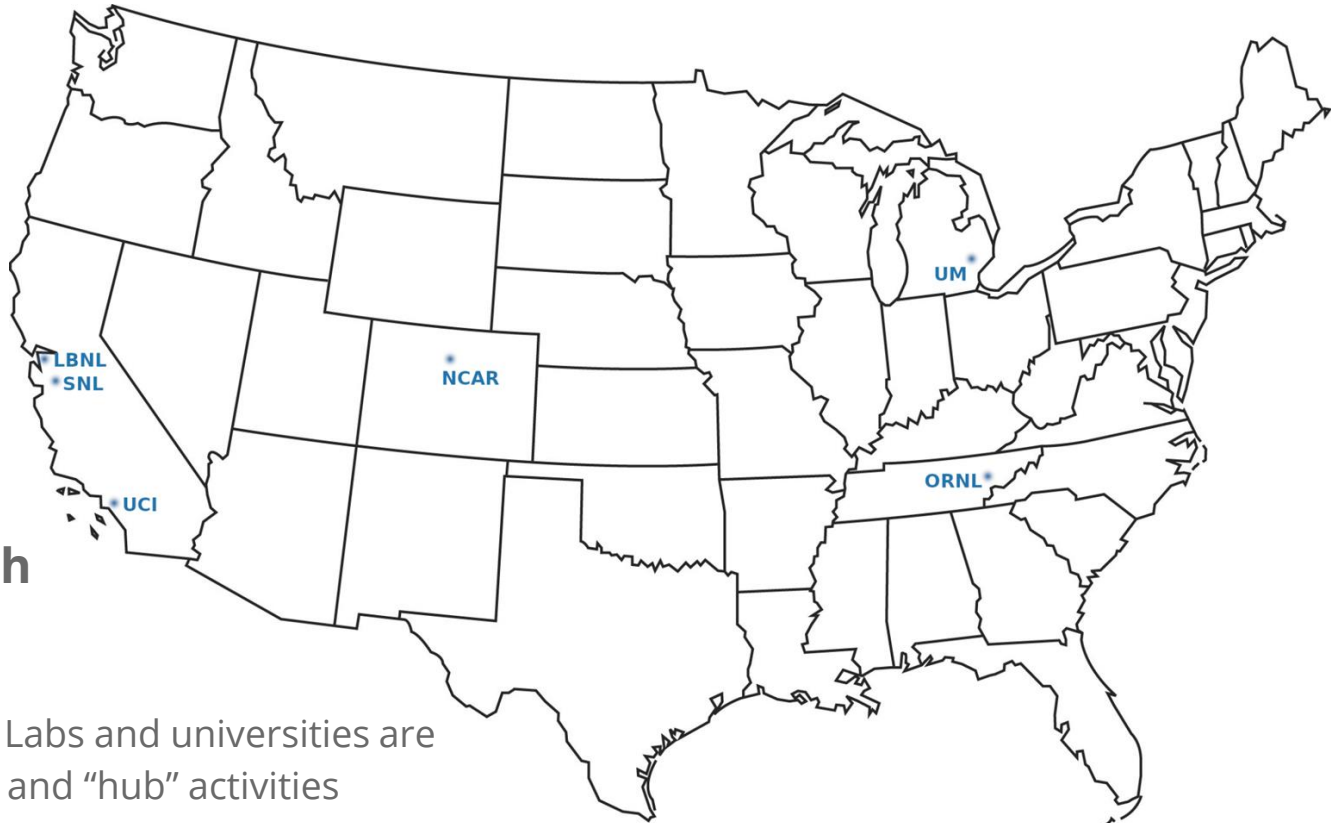 UM
LBNL
NCAR
SNL
ORNL
UCI
h
Labs and universities are
and “hub” activities